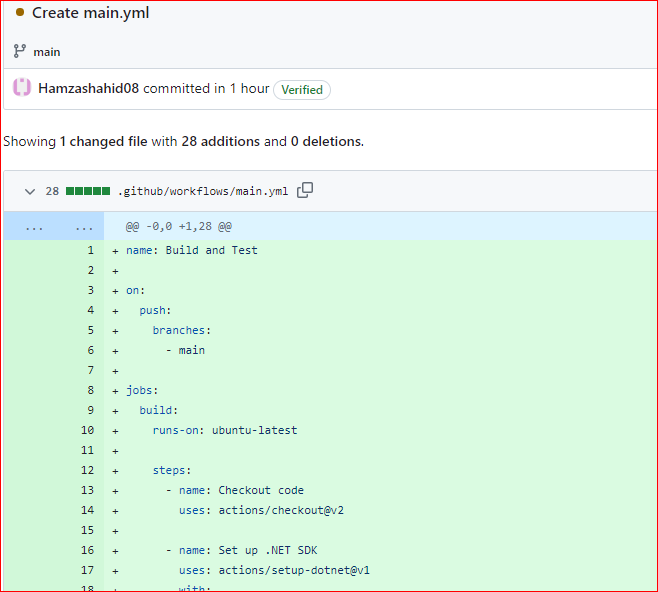 Create main.yml
main
Hamzashahid08 committed in 1 hour Verified
Showing 1 changed file with 28 additions and 0 deletions.
28 .github/workflows/main.yml
... ... @@ -0,0 +1,28 @@
1 + name: Build and Test
2 +
3 + on:
4 +   push:
5 +     branches:
6 +       - main
7 +
8 + jobs:
9 +   build:
10 +     runs-on: ubuntu-latest
11 +
12 +     steps:
13 +       - name: Checkout code
14 +         uses: actions/checkout@v2
15 +
16 +       - name: Set up .NET SDK
17 +         uses: actions/setup-dotnet@v1
18 +         with: